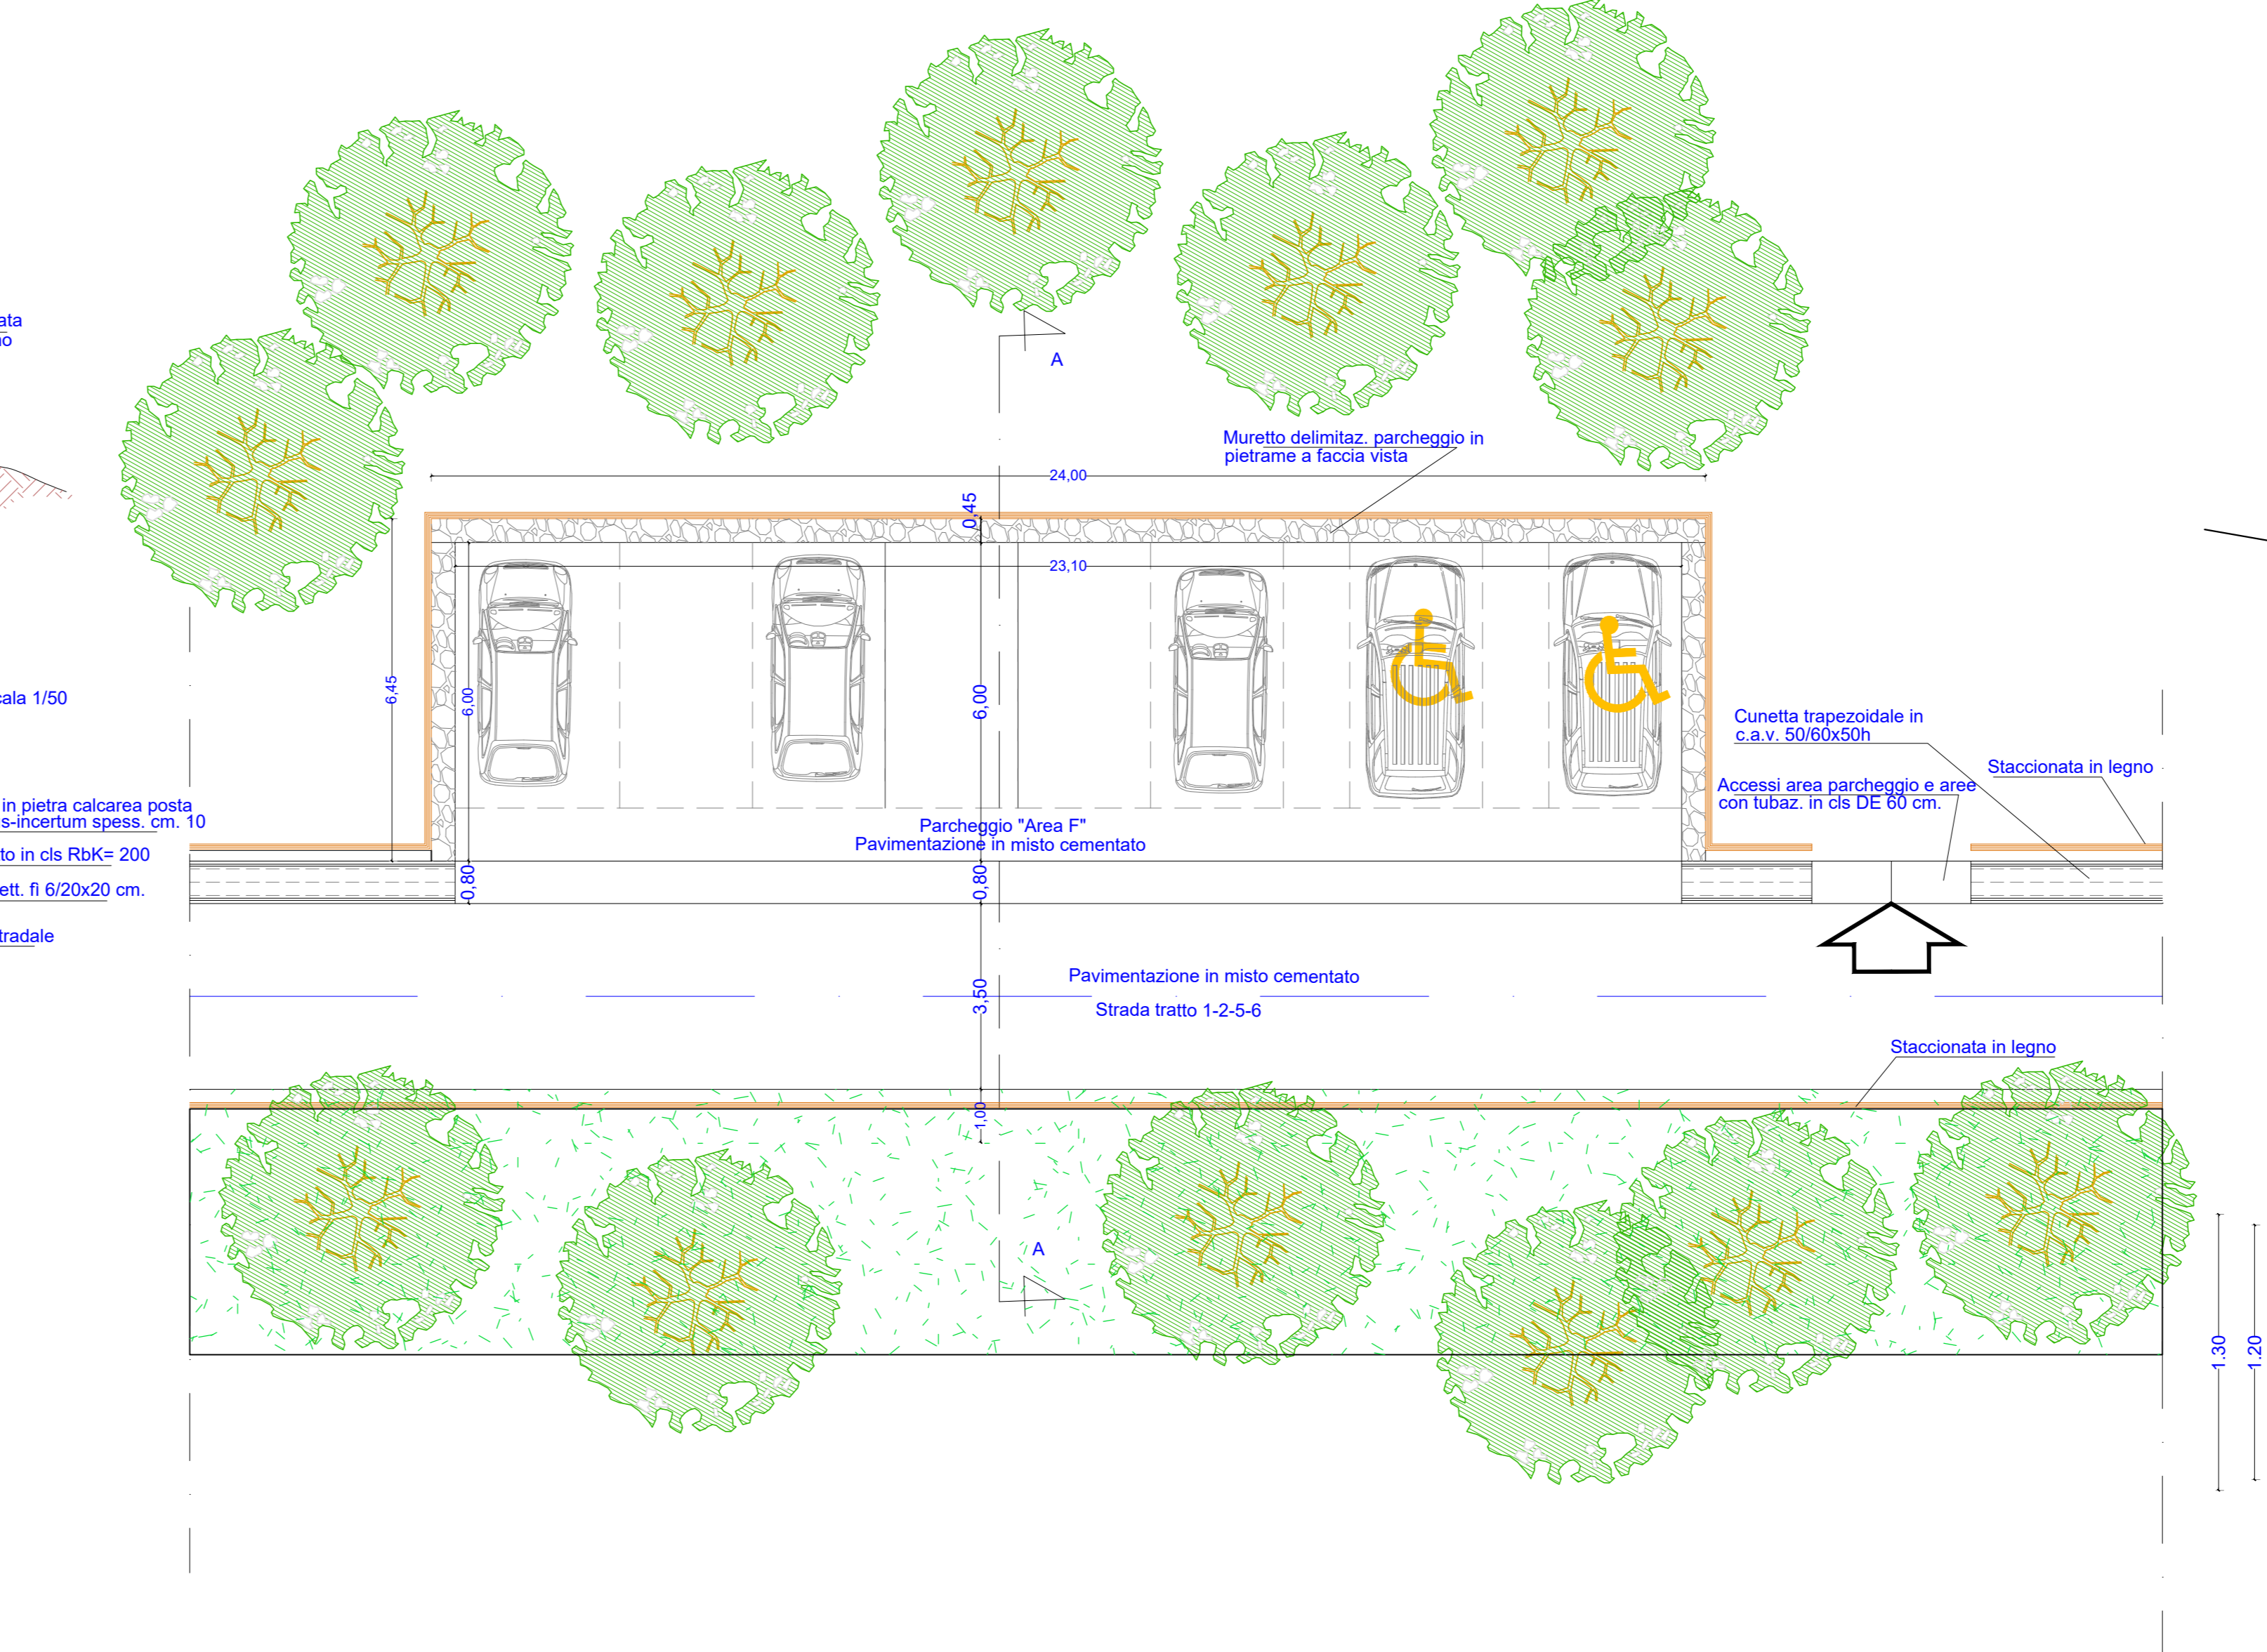 A
Muretto delimitaz. parcheggio in
pietrame a faccia vista
24,00
0,45
23,10
6,45
6,00
6,00
cala 1/50
Cunetta trapezoidale in
c.a.v. 50/60x50h
Staccionata in legno
Accessi area parcheggio e aree
con tubaz. in cls DE 60 cm.
in pietra calcarea posta
s-incertum spess. cm. 10
Parcheggio "Area F"
Pavimentazione in misto cementato
to in cls RbK= 200
ett. fì 6/20x20 cm.
0,80
0,80
tradale
Pavimentazione in misto cementato
3,50
Strada tratto 1-2-5-6
Staccionata in legno
1,00
A
1.30
1.20